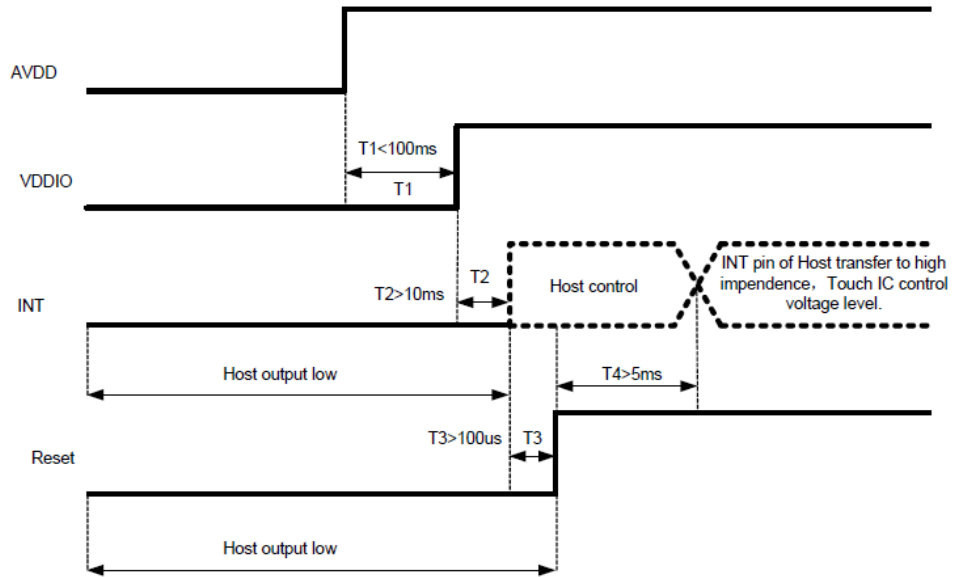 AVDD
T1<100ms
T1
VDDIO
T2
T2>10ms
INT
Host control
INT pin of Host transfer to high
impendence，Touch IC control
voltage level.
Host output low
T4>5ms
T3>100us
T3
Reset
Host output low